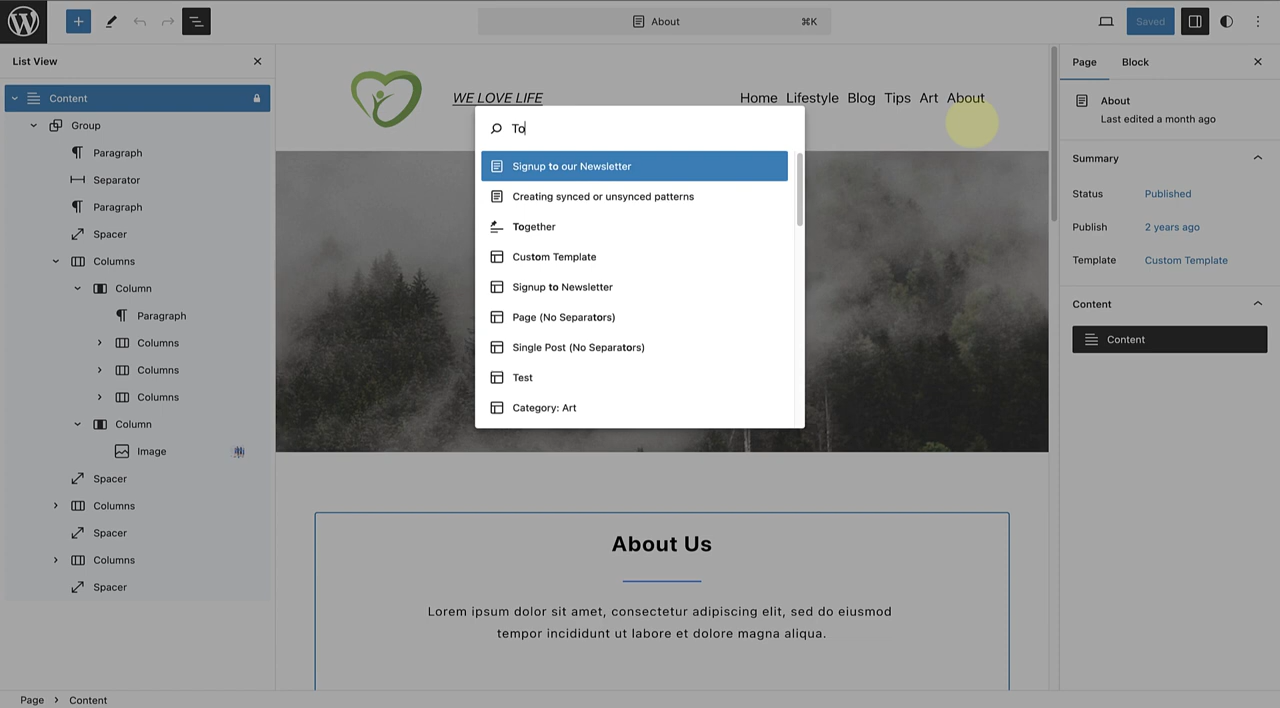 About
⌘K
Saved
List View
Content
Group
Paragraph
Separator
Paragraph
Spacer
Columns
Column
Paragraph
Columns
Columns
Columns
Column
Image
Spacer
Columns
Spacer
Columns
Spacer
WE LOVE LIFE
Home Lifestyle Blog Tips Art About
To
Signup to our Newsletter
Creating synced or unsynced patterns
Together
Custom Template
Signup to Newsletter
Page (No Separators)
Single Post (No Separators)
Test
Category: Art
About Us
Lorem ipsum dolor sit amet, consectetur adipiscing elit, sed do eiusmod
tempor incididunt ut labore et dolore magna aliqua.
Page Block
About
Last edited a month ago
Summary
Status Published
Publish 2 years ago
Template Custom Template
Content
Content
Page > Content